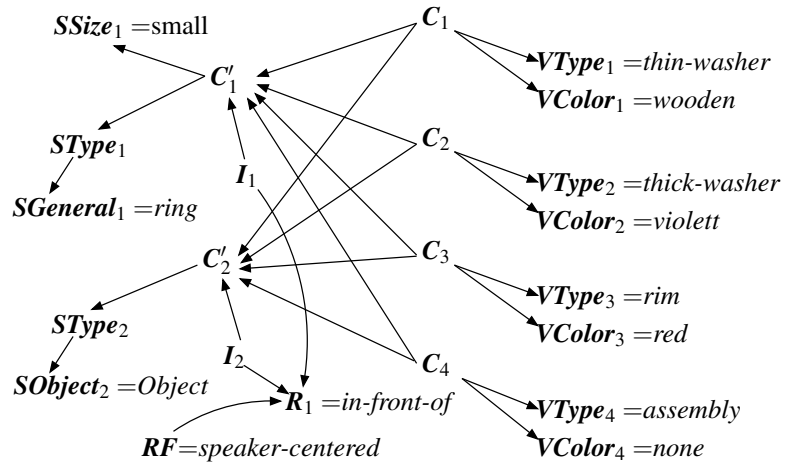 SSize₁ =small
C′₁
SType₁
SGeneral₁ =ring
I₁
C′₂
SType₂
SObject₂ =Object
I₂
R₁ =in-front-of
RF=speaker-centered
C₁
VType₁ =thin-washer
VColor₁ =wooden
C₂
VType₂ =thick-washer
VColor₂ =violett
C₃
VType₃ =rim
VColor₃ =red
C₄
VType₄ =assembly
VColor₄ =none